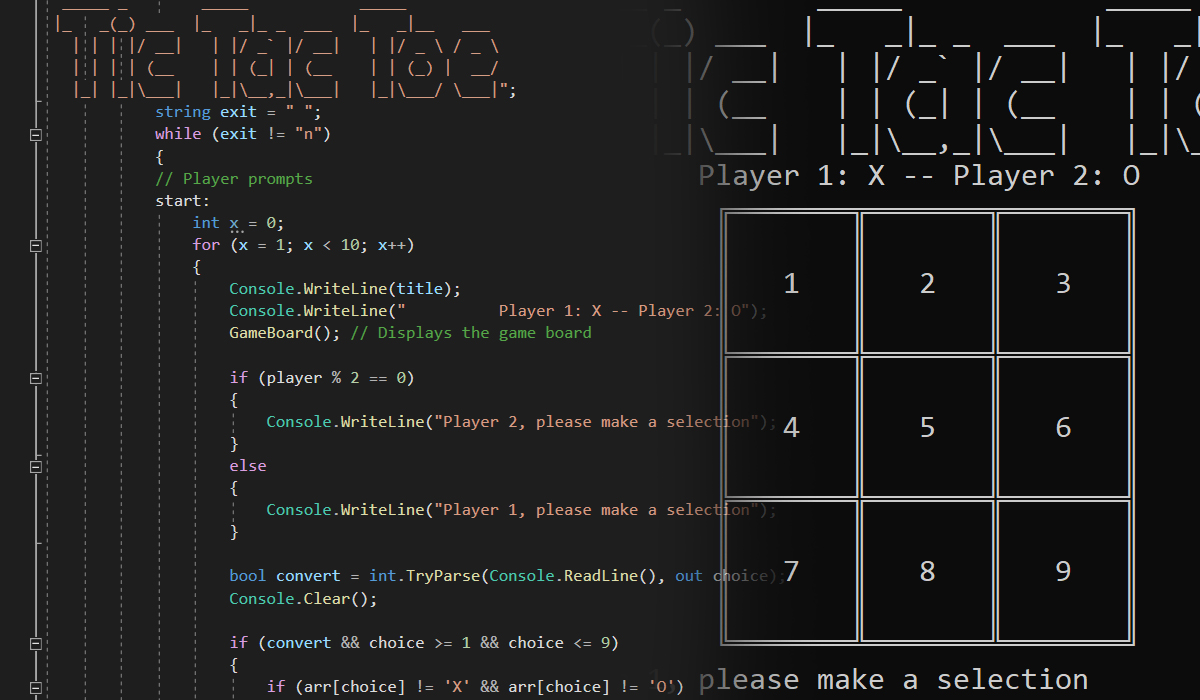 Tic Tac Toe
";
string exit = " ";
while (exit != "n")
{
// Player prompts
start:
int x = 0;
for (x = 1; x < 10; x++)
{
Console.WriteLine(title);
Console.WriteLine("          Player 1: X -- Player 2: O");
GameBoard(); // Displays the game board
if (player % 2 == 0)
{
Console.WriteLine("Player 2, please make a selection");
}
else
{
Console.WriteLine("Player 1, please make a selection");
}
bool convert = int.TryParse(Console.ReadLine(), out choice);
Console.Clear();
if (convert && choice >= 1 && choice <= 9)
{
if (arr[choice] != 'X' && arr[choice] != 'O')
Tac
Player 1: X -- Player 2: O
1 2 3
4 5 6
7 8 9
please make a selection